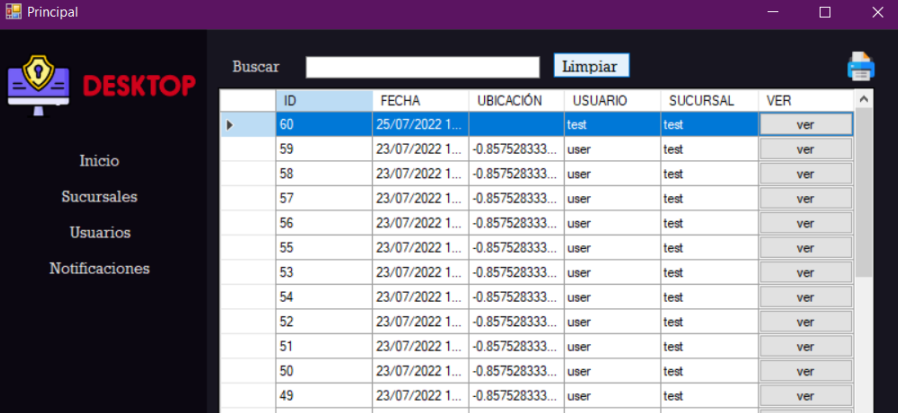 Principal
DESKTOP
Inicio
Sucursales
Usuarios
Notificaciones
Buscar Limpiar
ID FECHA UBICACIÓN USUARIO SUCURSAL VER
60 25/07/2022 1... test test ver
59 23/07/2022 1... -0.857528333... user test ver
58 23/07/2022 1... -0.857528333... user test ver
57 23/07/2022 1... -0.857528333... user test ver
56 23/07/2022 1... -0.857528333... user test ver
55 23/07/2022 1... -0.857528333... user test ver
53 23/07/2022 1... -0.857528333... user test ver
54 23/07/2022 1... -0.857528333... user test ver
52 23/07/2022 1... -0.857528333... user test ver
51 23/07/2022 1... -0.857528333... user test ver
50 23/07/2022 1... -0.857528333... user test ver
49 23/07/2022 1... -0.857528333... user test ver